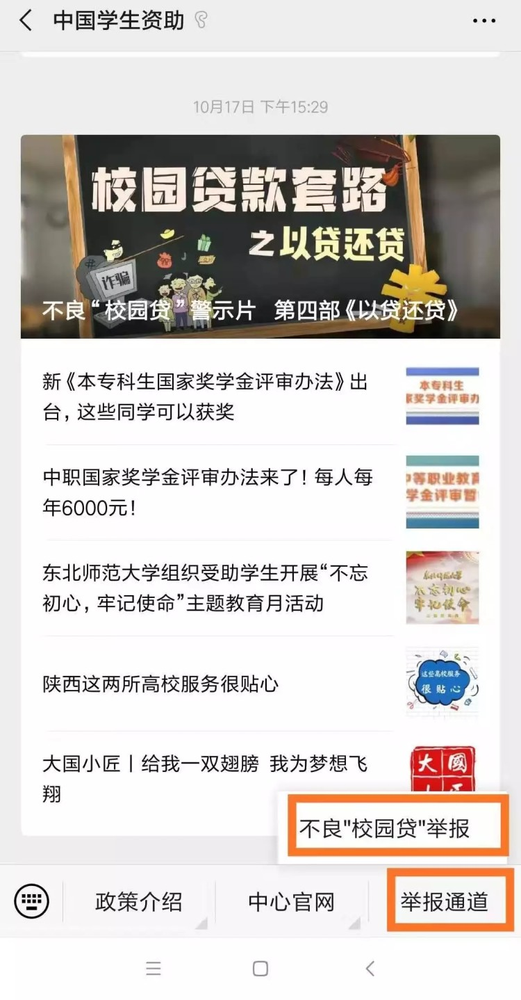 中国学生资助
10月17日 下午15:29
校园贷款套路
之以贷还贷
诈骗
不良“校园贷”警示片 第四部《以贷还贷》
新《本专科生国家奖学金评审办法》出
台，这些同学可以获奖
本专科生
家奖学金评审办
中职国家奖学金评审办法来了！每人每
年6000元！
中等职业教育
学金评审暂
东北师范大学组织受助学生开展“不忘
初心，牢记使命”主题教育月活动
不忘初心
牢记使命
陕西这两所高校服务很贴心
这些高校服务
很贴心
大国小匠丨给我一双翅膀 我为梦想飞
翔
大國
不良"校园贷"举报
政策介绍
中心官网
举报通道